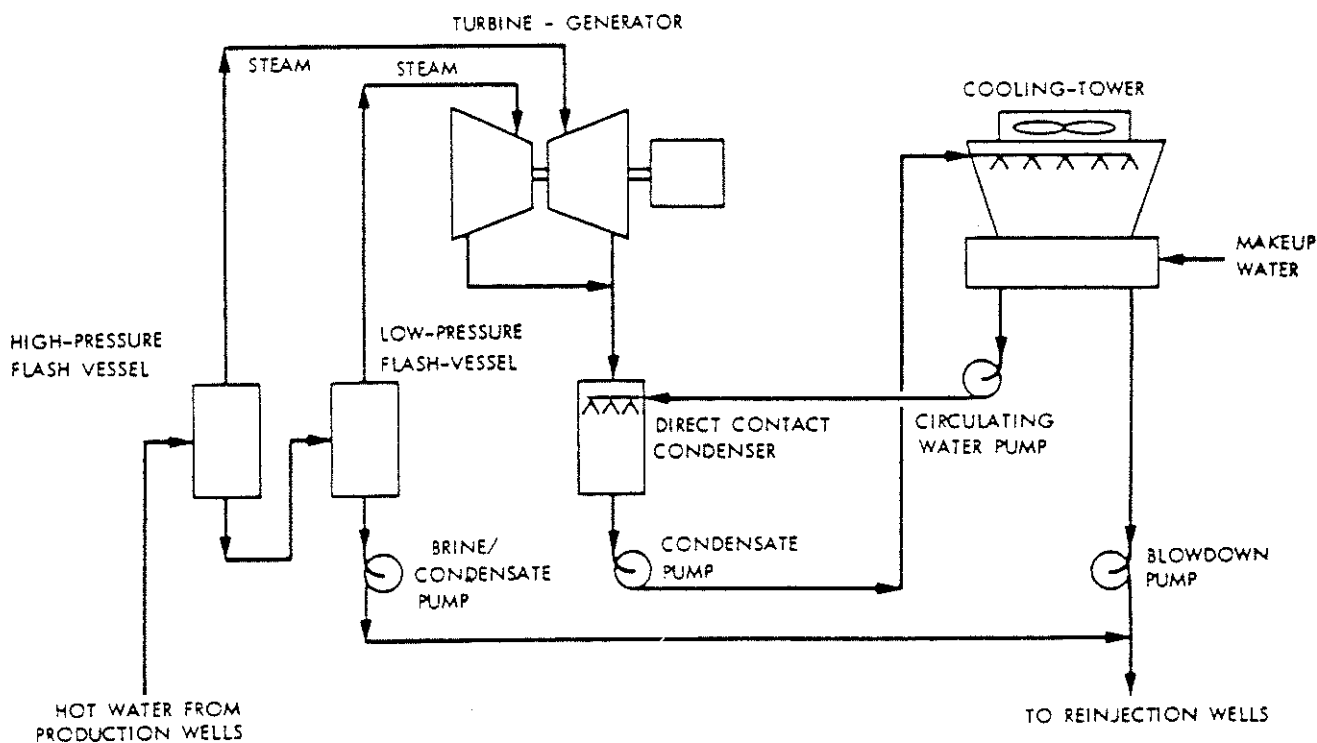 TURBINE - GENERATOR
STEAM
STEAM
COOLING-TOWER
MAKEUP
WATER
HIGH-PRESSURE
FLASH VESSEL
LOW-PRESSURE
FLASH-VESSEL
DIRECT CONTACT
CONDENSER
CIRCULATING
WATER PUMP
BRINE/
CONDENSATE
PUMP
CONDENSATE
PUMP
BLOWDOWN
PUMP
HOT WATER FROM
PRODUCTION WELLS
TO REINJECTION WELLS